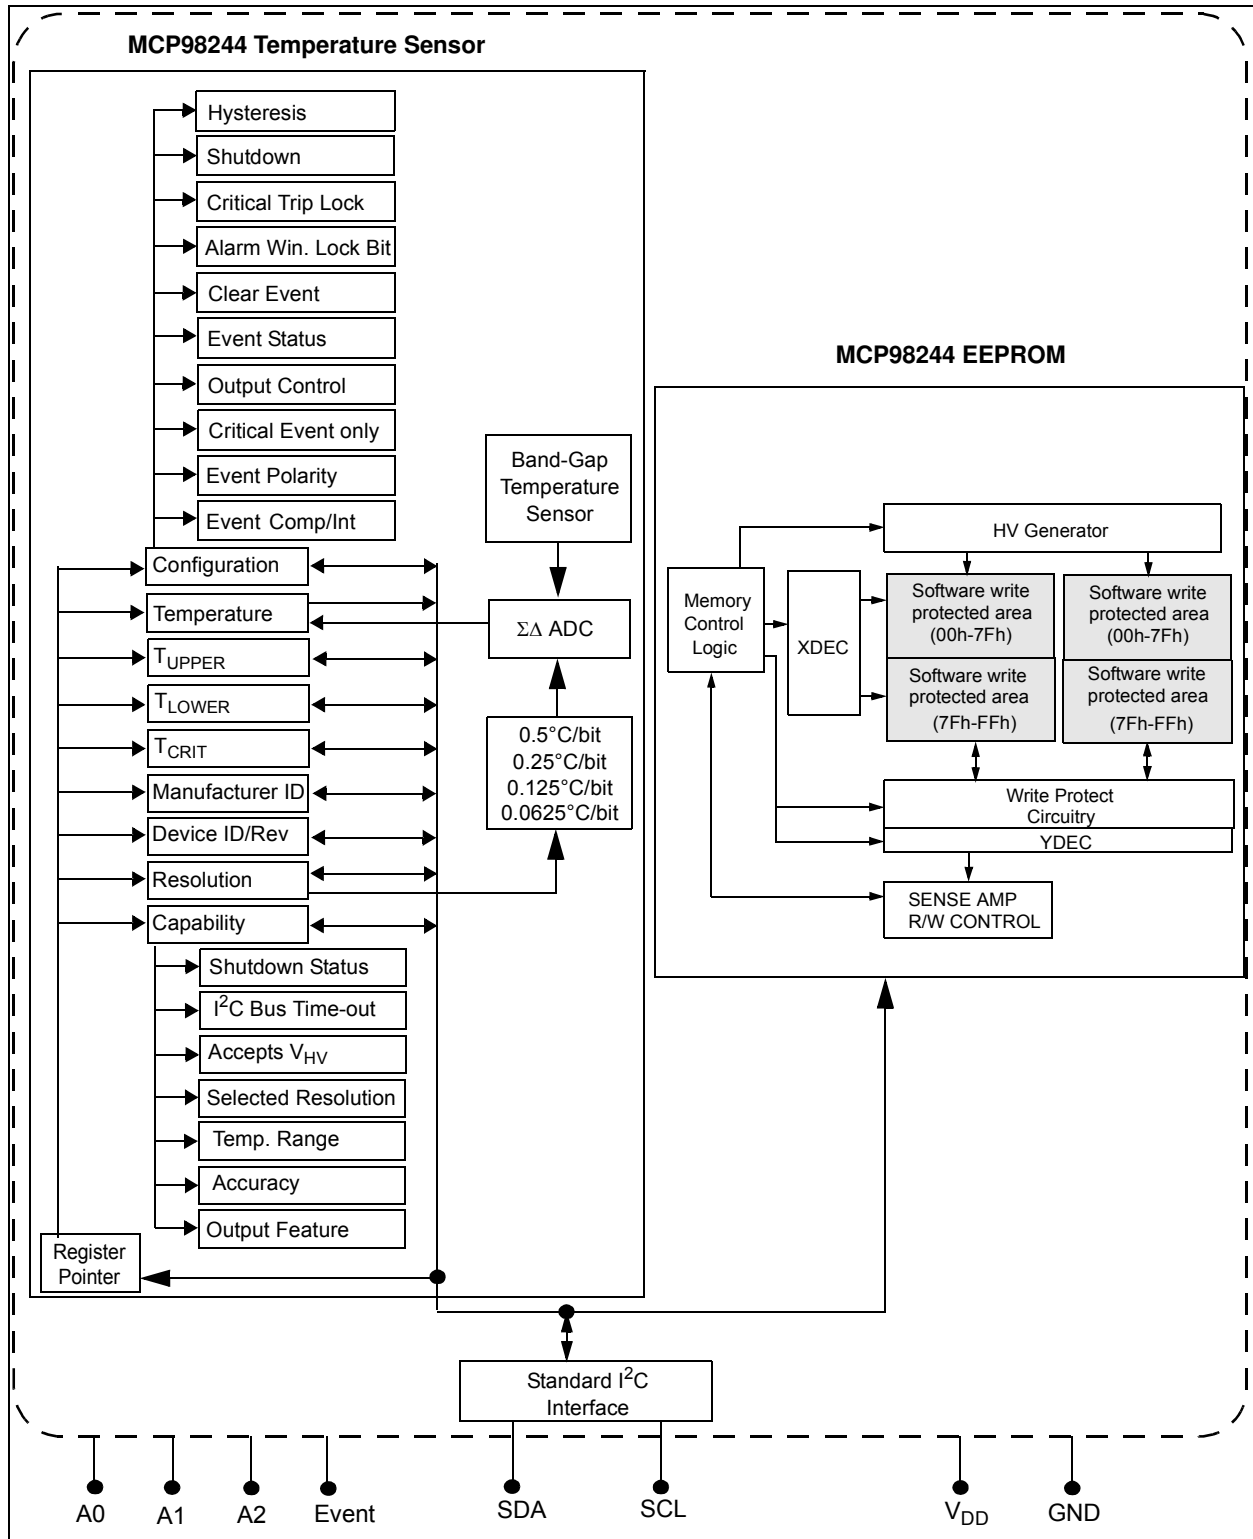 MCP98244 Temperature Sensor
Hysteresis
Shutdown
Critical Trip Lock
Alarm Win. Lock Bit
Clear Event
Event Status
Output Control
Critical Event only
Event Polarity
Event Comp/Int
Configuration
Temperature
T_UPPER
T_LOWER
T_CRIT
Manufacturer ID
Device ID/Rev
Resolution
Capability
Shutdown Status
I²C Bus Time-out
Accepts V_HV
Selected Resolution
Temp. Range
Accuracy
Output Feature
Register
Pointer
Band-Gap
Temperature
Sensor
ΣΔ ADC
0.5°C/bit
0.25°C/bit
0.125°C/bit
0.0625°C/bit
MCP98244 EEPROM
HV Generator
Memory
Control
Logic
XDEC
Software write
protected area
(00h-7Fh)
Software write
protected area
(00h-7Fh)
Software write
protected area
(7Fh-FFh)
Software write
protected area
(7Fh-FFh)
Write Protect
Circuitry
YDEC
SENSE AMP
R/W CONTROL
Standard I²C
Interface
A0
A1
A2
Event
SDA
SCL
V_DD
GND